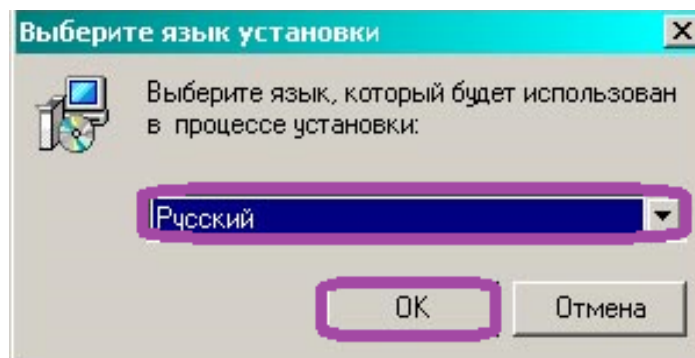 Выберите язык установки
Выберите язык, который будет использован
в процессе установки:
Русский
OK
Отмена